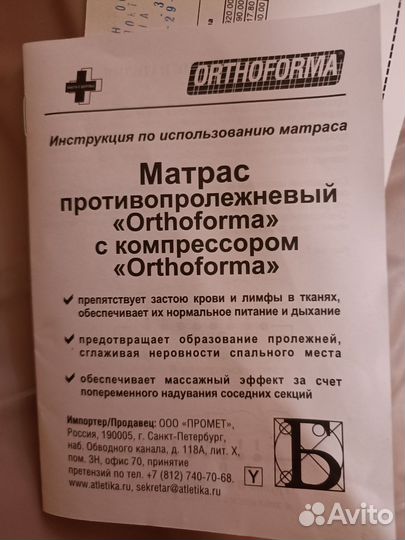 ORTHOFORMA
Инструкция по использованию матраса
Матрас
противопролежневый
«Orthoforma»
с компрессором
«Orthoforma»
препятствует застою крови и лимфы в тканях,
обеспечивает их нормальное питание и дыхание
предотвращает образование пролежней,
сглаживая неровности спального места
обеспечивает массажный эффект за счет
попеременного надувания соседних секций
Импортер/Продавец: ООО «ПРОМЕТ»,
Россия, 190005, г. Санкт-Петербург,
наб. Обводного канала, д. 118А, лит. Х,
пом. 3Н, офис 70, принятие
претензий по тел. +7 (812) 740-70-68.
www.atletika.ru, sekretar@atletika.ru
Y
Б
Avito